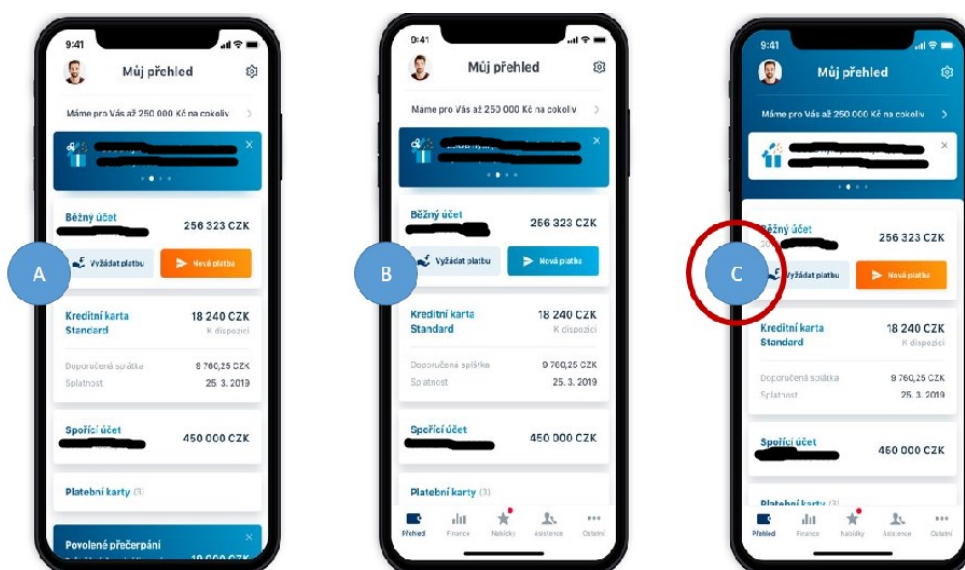 9:41
Můj přehled
Máme pro Vás až 250 000 Kč na cokoliv
Běžný účet
256 323 CZK
A
Vyžádat platbu
Nová platba
Kreditní karta
18 240 CZK
Standard
K dispozici
Doporučená splátka
9 760,25 CZK
Splatnost
25. 3. 2019
Spořící účet
450 000 CZK
Platební karty (3)
Povolené přečerpání
9:41
Můj přehled
Máme pro Vás až 250 000 Kč na cokoliv
Běžný účet
256 323 CZK
B
Vyžádat platbu
Nová platba
Kreditní karta
18 240 CZK
Standard
K dispozici
Doporučená splátka
9 760,25 CZK
Splatnost
25. 3. 2019
Spořící účet
450 000 CZK
Platební karty (3)
Přehled Finance Nabídky Asistence Ostatní
9:41
Můj přehled
Máme pro Vás až 250 000 Kč na cokoliv
Běžný účet
256 323 CZK
C
Vyžádat platbu
Nová platba
Kreditní karta
18 240 CZK
Standard
K dispozici
Doporučená splátka
9 760,25 CZK
Splatnost
25. 3. 2019
Spořící účet
450 000 CZK
Platební karty (3)
Přehled Finance Nabídky Asistence Ostatní